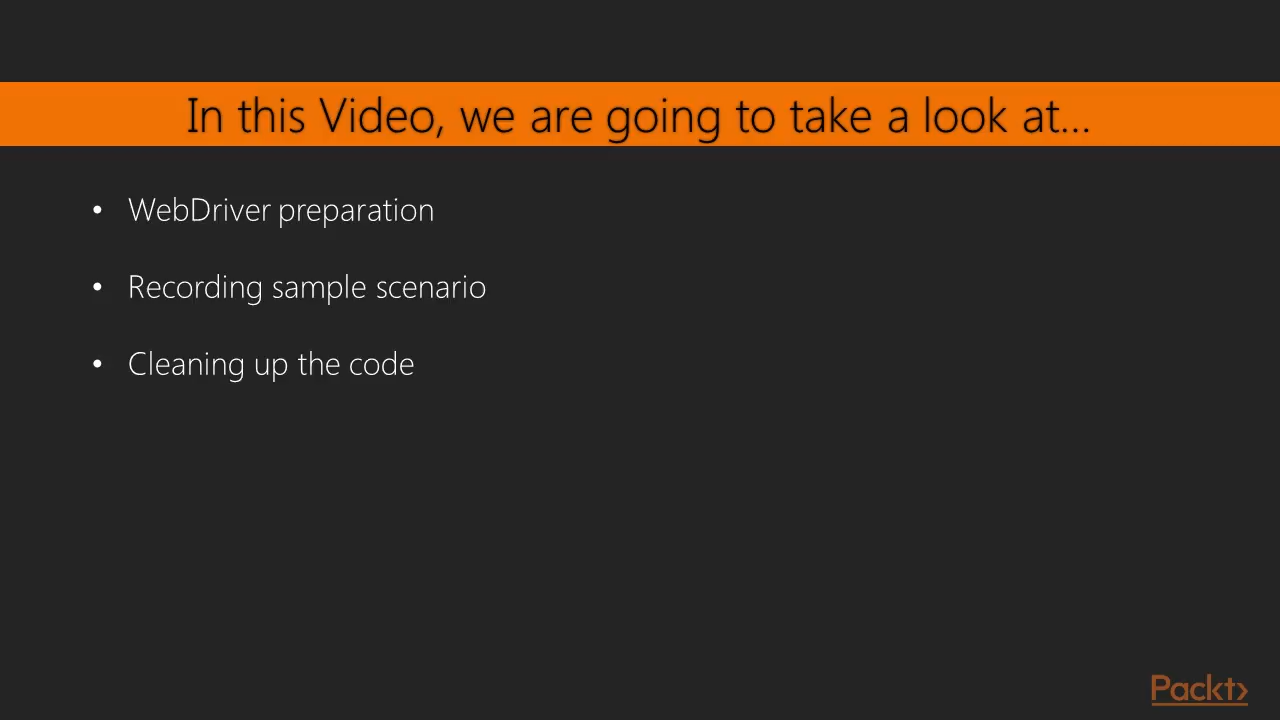 In this Video, we are going to take a look at...
• WebDriver preparation
• Recording sample scenario
• Cleaning up the code
Packt>